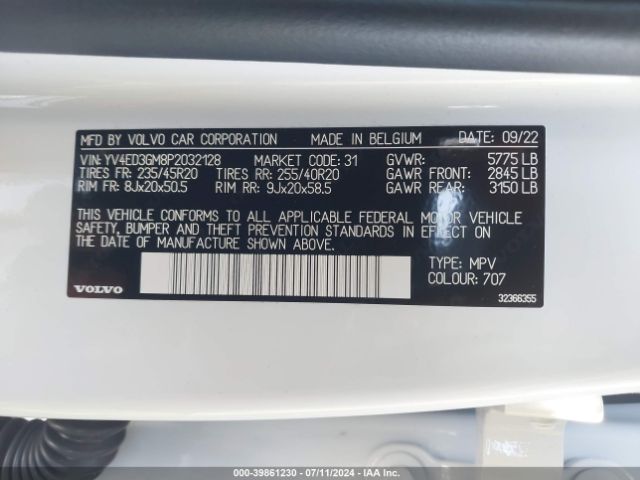 MFD BY VOLVO CAR CORPORATION MADE IN BELGIUM DATE: 09/22
VIN: YV4ED3GM8P2032128 MARKET CODE: 31 GVWR: 5775 LB
TIRES FR: 235/45R20 TIRES RR: 255/40R20 GAWR FRONT: 2845 LB
RIM FR: 8Jx20x50.5 RIM RR: 9Jx20x58.5 GAWR REAR: 3150 LB
THIS VEHICLE CONFORMS TO ALL APPLICABLE FEDERAL MOTOR VEHICLE
SAFETY, BUMPER AND THEFT PREVENTION STANDARDS IN EFFECT ON
THE DATE OF MANUFACTURE SHOWN ABOVE.
TYPE: MPV
COLOUR: 707
VOLVO 32366355
000-39861230 - 07/11/2024 - IAA Inc.